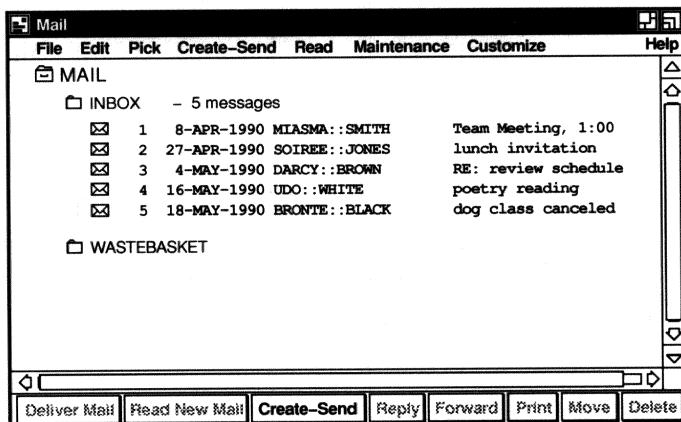 Mail
File Edit Pick Create-Send Read Maintenance Customize Help
MAIL
INBOX – 5 messages
1 8-APR-1990 MIASMA::SMITH Team Meeting, 1:00
2 27-APR-1990 SOIREE::JONES lunch invitation
3 4-MAY-1990 DARCY::BROWN RE: review schedule
4 16-MAY-1990 UDO::WHITE poetry reading
5 18-MAY-1990 BRONTE::BLACK dog class canceled
WASTEBASKET
Deliver Mail Read New Mail Create-Send Reply Forward Print Move Delete